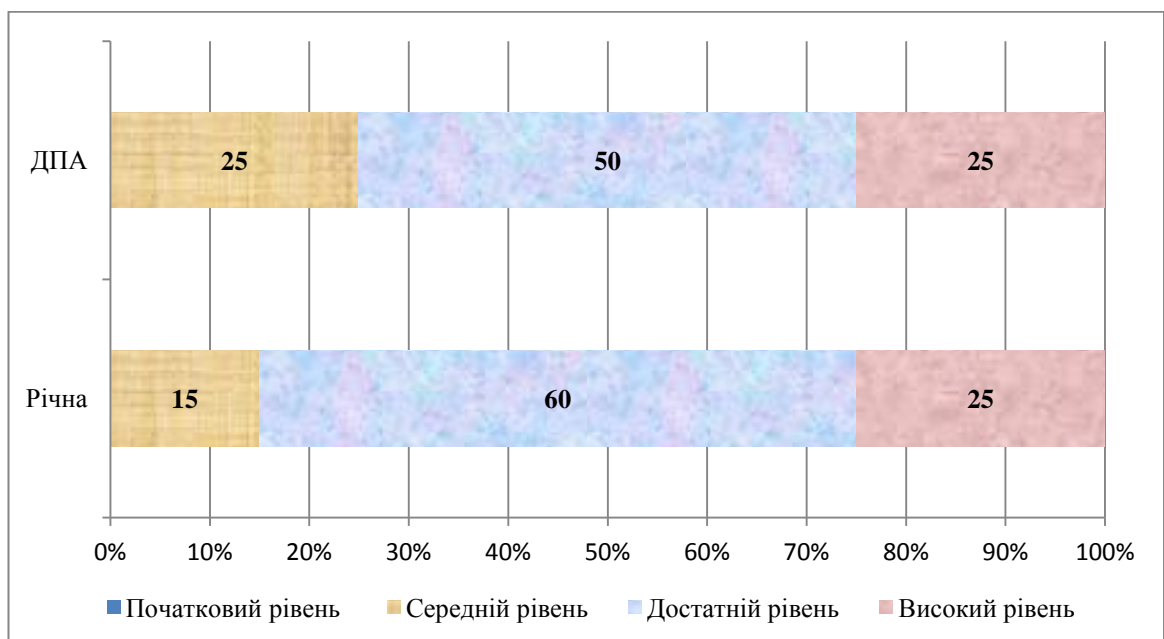 ДПА
25 50 25
Річна
15 60 25
0% 10% 20% 30% 40% 50% 60% 70% 80% 90% 100%
Початковий рівень Середній рівень Достатній рівень Високий рівень